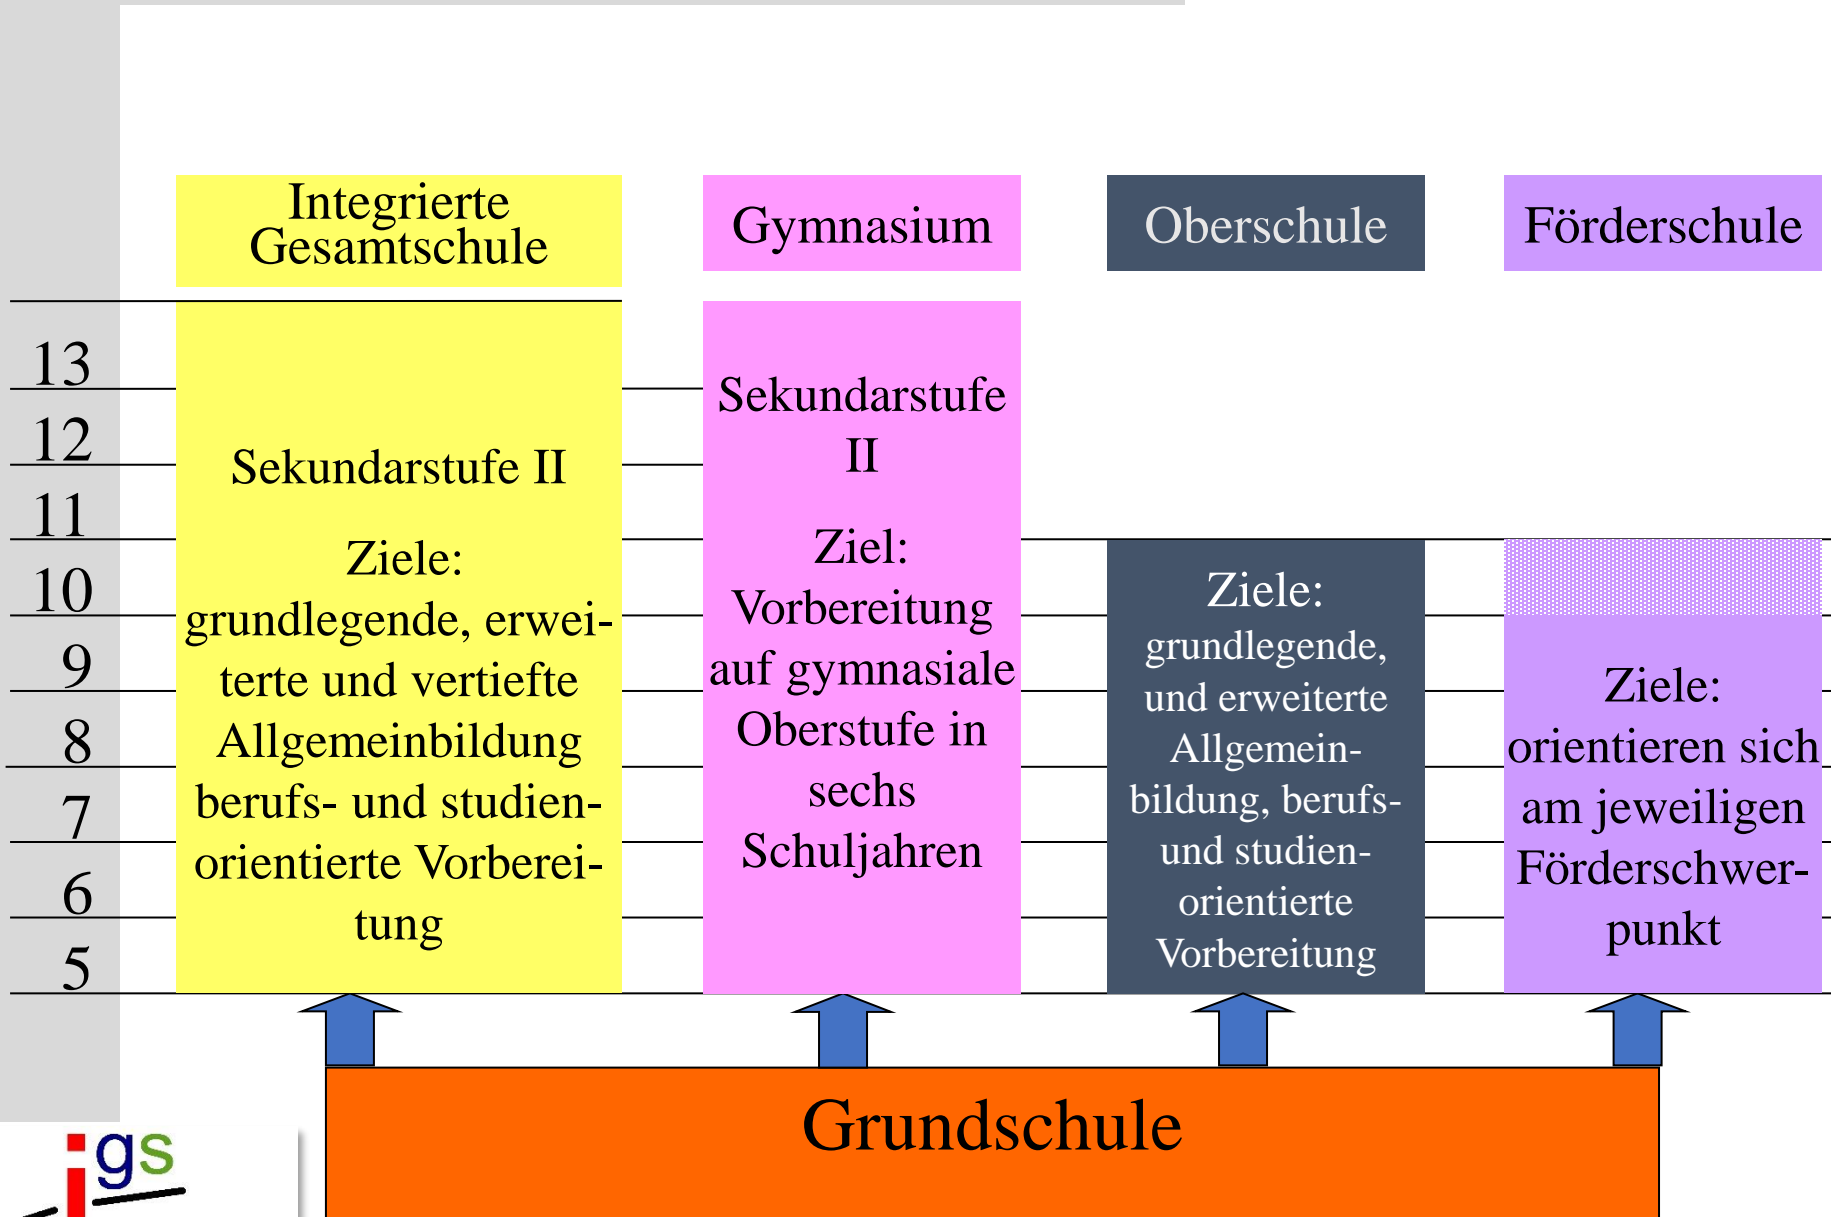 Integrierte
Gesamtschule
Gymnasium
Oberschule
Förderschule
13
12
11
10
9
8
7
6
5
Sekundarstufe II
Ziele:
grundlegende, erwei-
terte und vertiefte
Allgemeinbildung
berufs- und studien-
orientierte Vorberei-
tung
Sekundarstufe
II
Ziel:
Vorbereitung
auf gymnasiale
Oberstufe in
sechs
Schuljahren
Ziele:
grundlegende,
und erweiterte
Allgemein-
bildung, berufs-
und studien-
orientierte
Vorbereitung
Ziele:
orientieren sich
am jeweiligen
Förderschwer-
punkt
Grundschule
igs